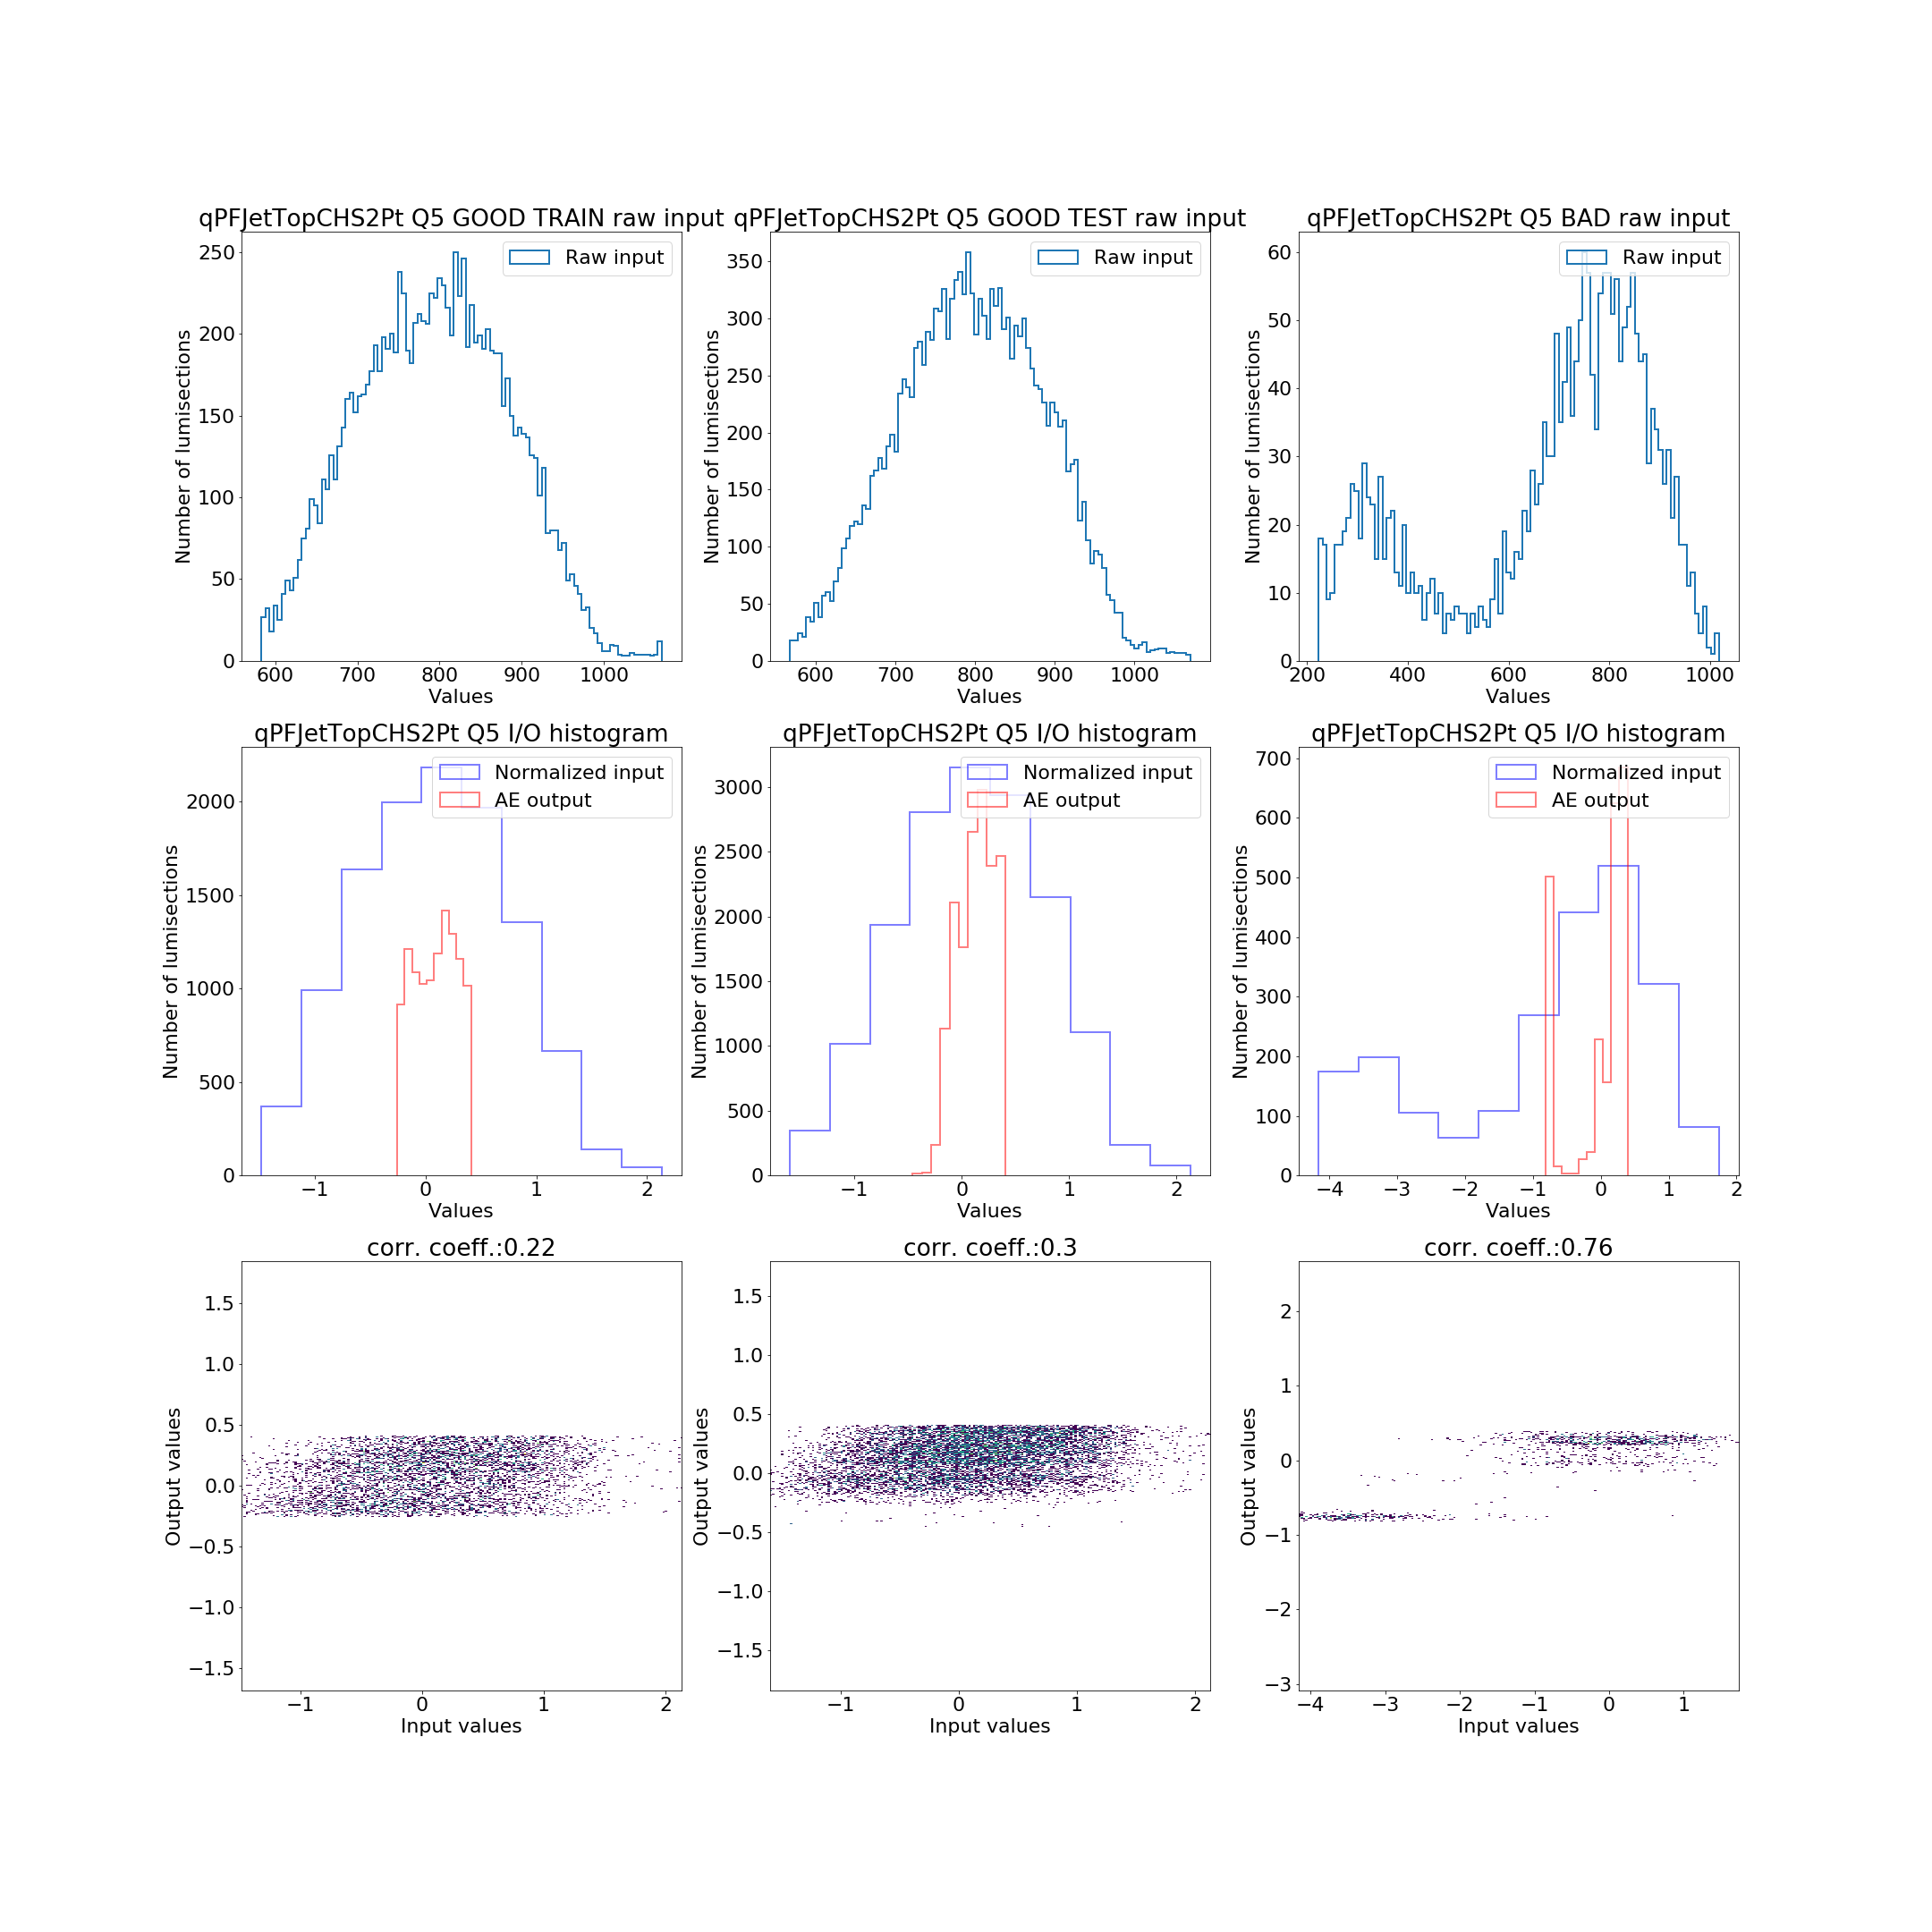 qPFJetTopCHS2Pt Q5 GOOD TRAIN raw input
250
200
150
100
50
0
Number of lumisections
Raw input
600 700 800 900 1000
Values
qPFJetTopCHS2Pt Q5 GOOD TEST raw input
350
300
250
200
150
100
50
0
Number of lumisections
Raw input
600 700 800 900 1000
Values
qPFJetTopCHS2Pt Q5 BAD raw input
60
50
40
30
20
10
0
Number of lumisections
Raw input
200 400 600 800 1000
Values
qPFJetTopCHS2Pt Q5 I/O histogram
2000
1500
1000
500
0
Number of lumisections
Normalized input
AE output
−1 0 1 2
Values
qPFJetTopCHS2Pt Q5 I/O histogram
3000
2500
2000
1500
1000
500
0
Number of lumisections
Normalized input
AE output
−1 0 1 2
Values
qPFJetTopCHS2Pt Q5 I/O histogram
700
600
500
400
300
200
100
0
Number of lumisections
Normalized input
AE output
−4 −3 −2 −1 0 1 2
Values
corr. coeff.:0.22
1.5
1.0
0.5
0.0
−0.5
−1.0
−1.5
Output values
−1 0 1 2
Input values
corr. coeff.:0.3
1.5
1.0
0.5
0.0
−0.5
−1.0
−1.5
Output values
−1 0 1 2
Input values
corr. coeff.:0.76
2
1
0
−1
−2
−3
Output values
−4 −3 −2 −1 0 1
Input values